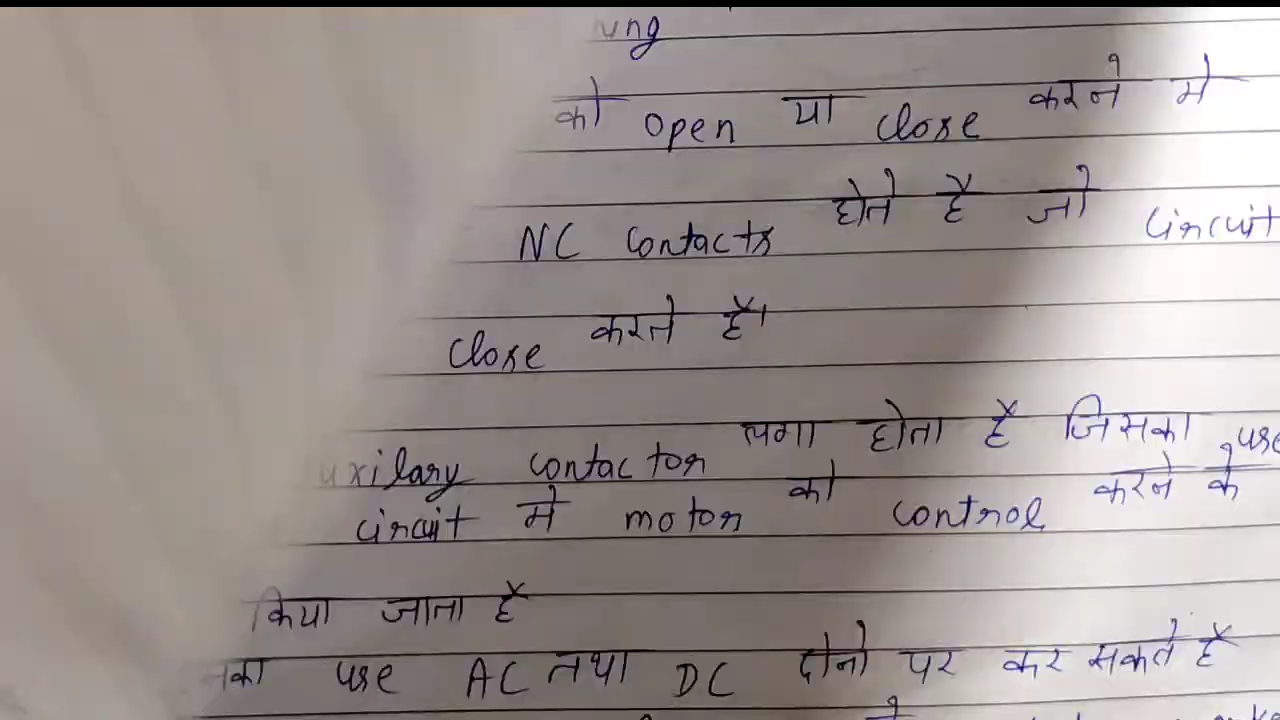 को open या close करने मे
NC contacts होते है जो circuit
close करते है।
uxilary contactor लगा होता है जिसका use
circuit मे motor को control करने के
किया जाता है
use AC तथा DC दोनो पर कर सकते है